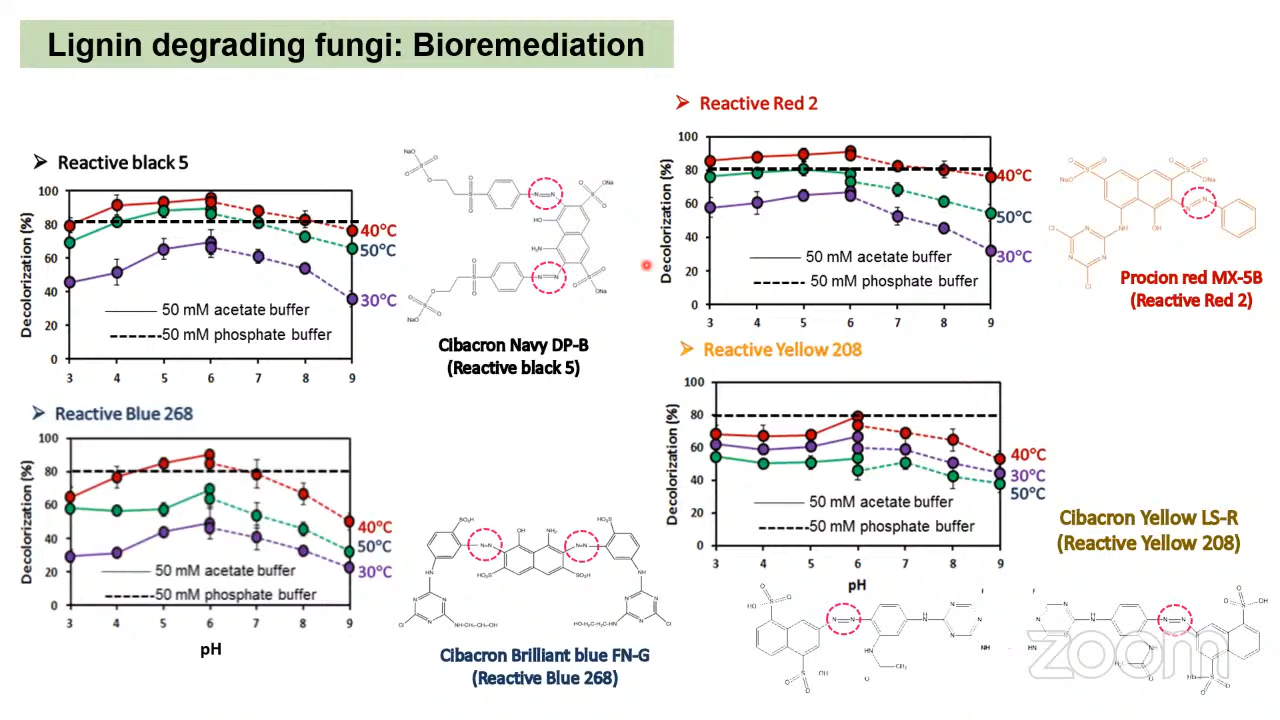 Lignin degrading fungi: Bioremediation
Reactive black 5
Decolorization (%)
100
80
60
40
20
0
3 4 5 6 7 8 9
40°C
50°C
30°C
50 mM acetate buffer
50 mM phosphate buffer
Cibacron Navy DP-B
(Reactive black 5)
Reactive Red 2
Decolorization (%)
100
80
60
40
20
0
3 4 5 6 7 8 9
40°C
50°C
30°C
50 mM acetate buffer
50 mM phosphate buffer
Procion red MX-5B
(Reactive Red 2)
Reactive Blue 268
Decolorization (%)
100
80
60
40
20
0
3 4 5 6 7 8 9
pH
40°C
50°C
30°C
50 mM acetate buffer
50 mM phosphate buffer
Cibacron Brilliant blue FN-G
(Reactive Blue 268)
Reactive Yellow 208
Decolorization (%)
100
80
60
40
20
0
3 4 5 6 7 8 9
pH
40°C
30°C
50°C
50 mM acetate buffer
50 mM phosphate buffer
Cibacron Yellow LS-R
(Reactive Yellow 208)
zoom